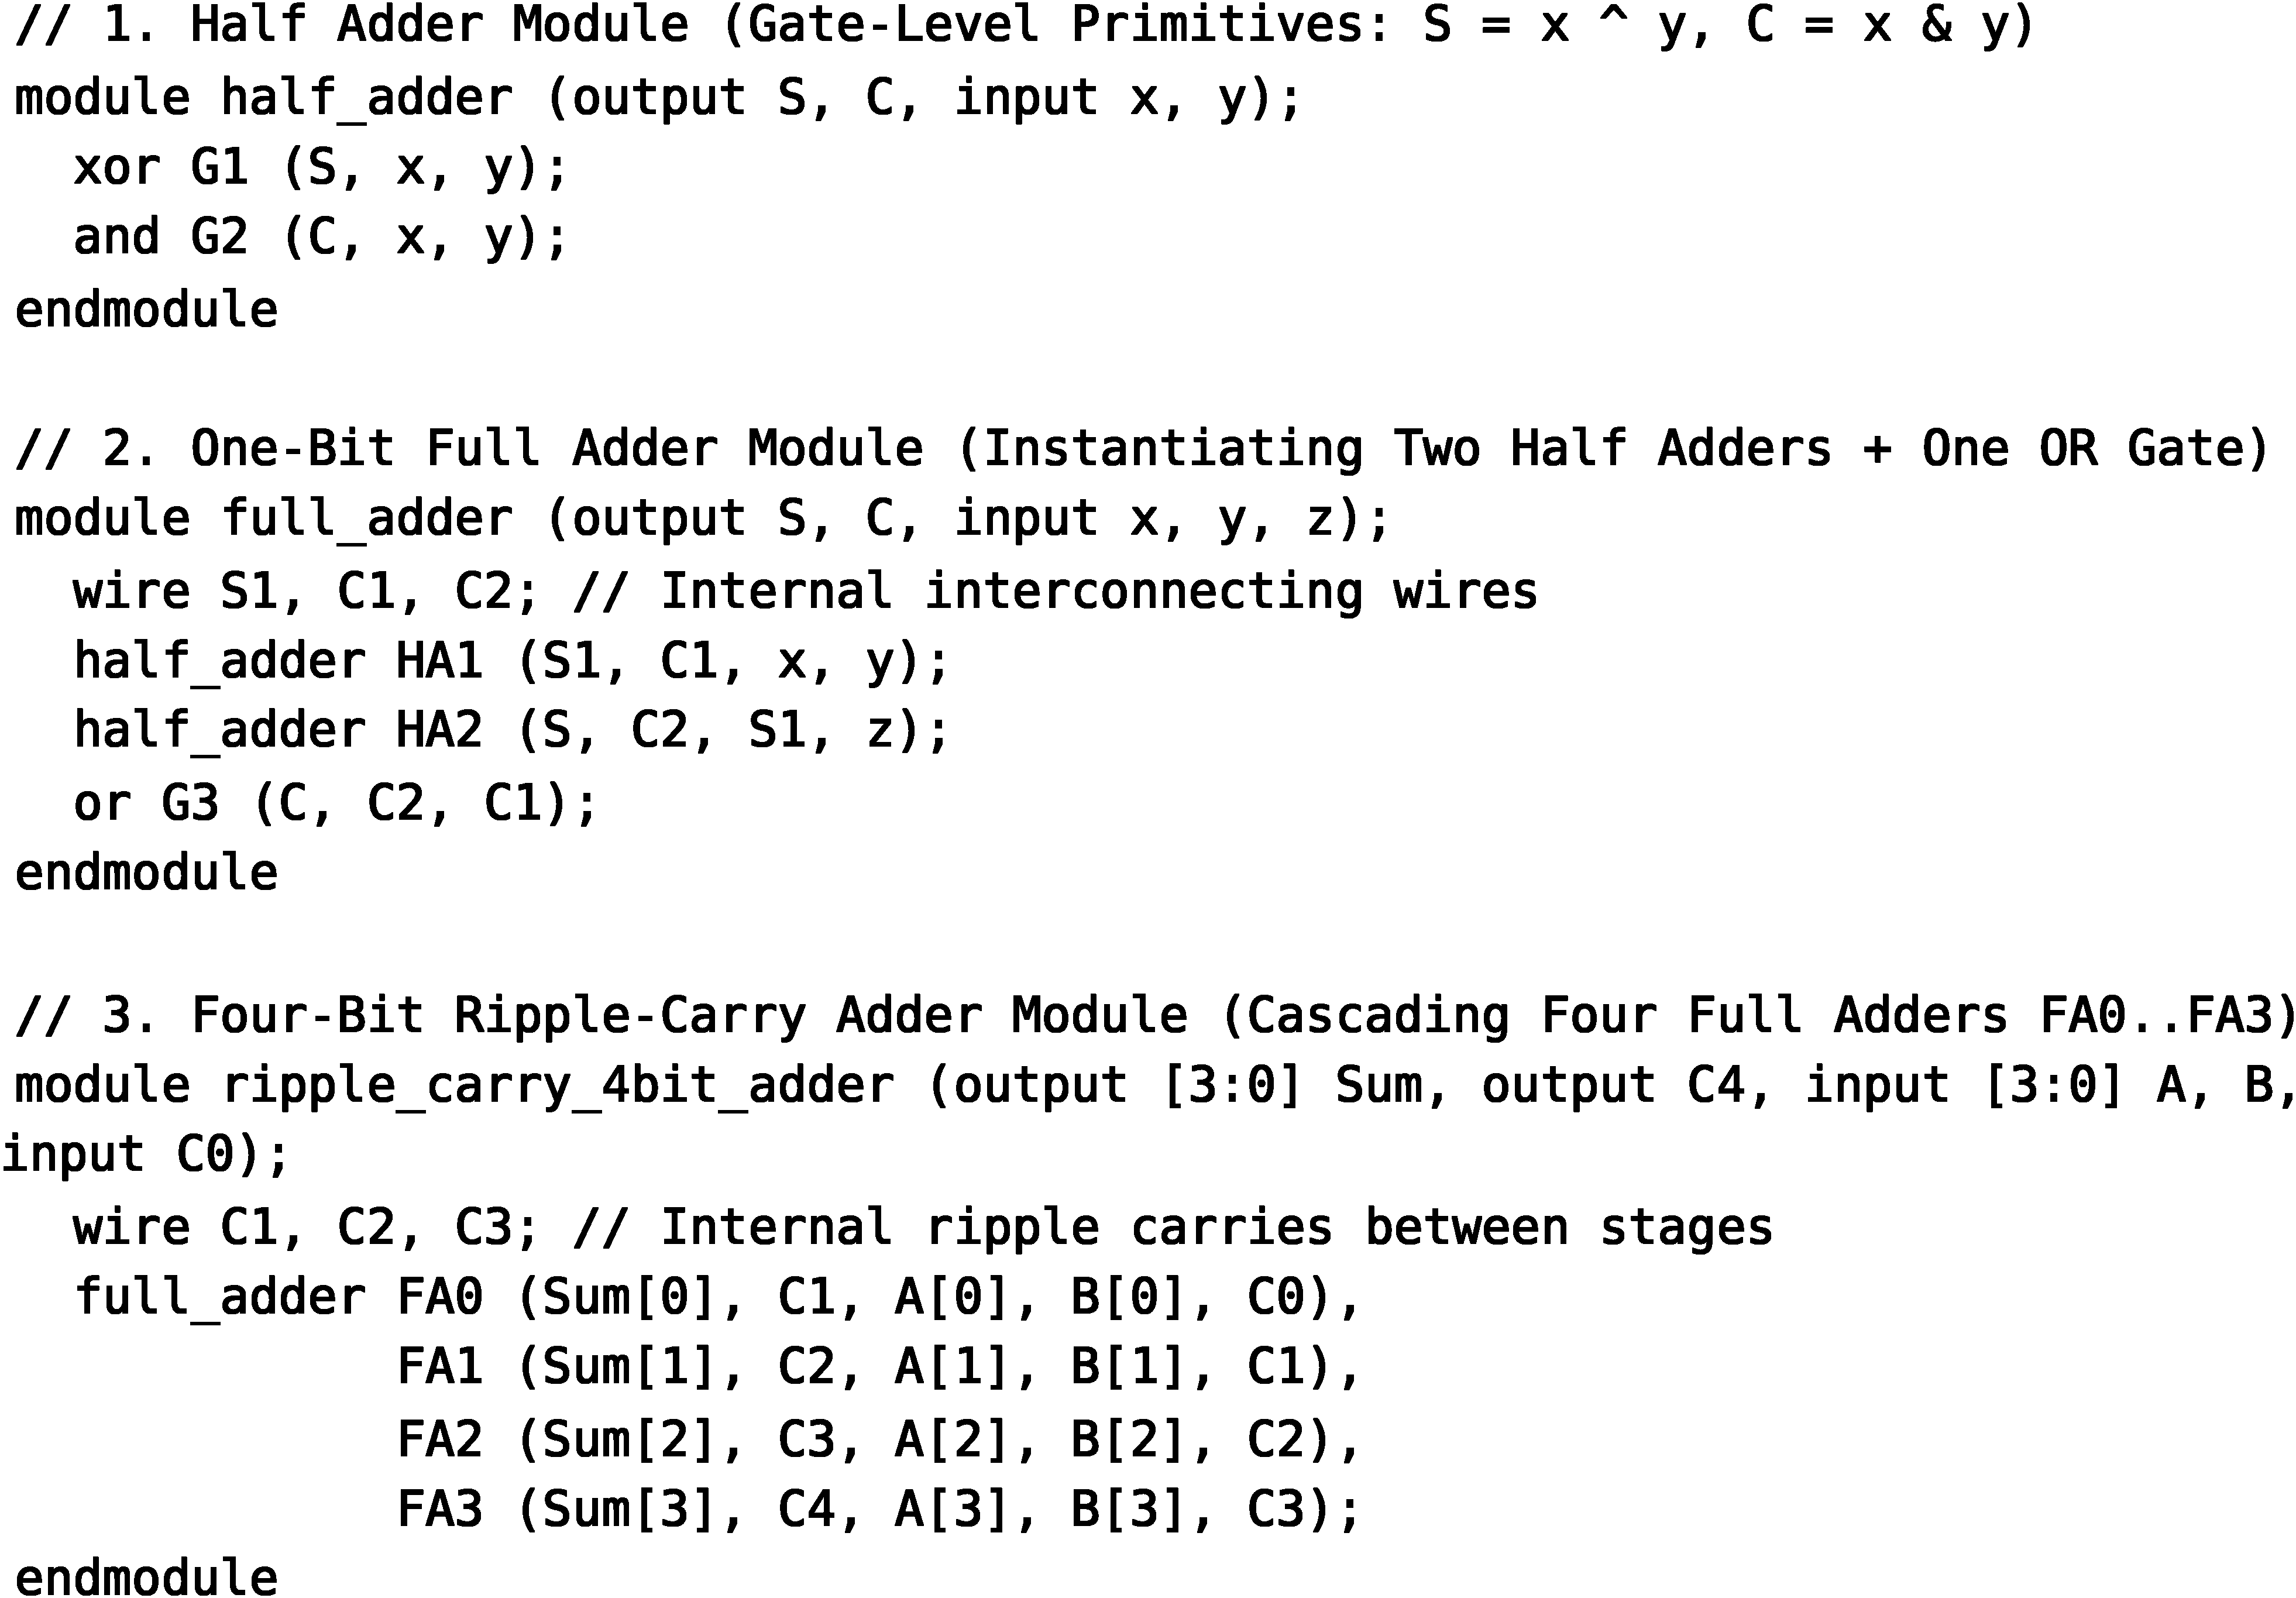 // 1. Half Adder Module (Gate-Level Primitives: S = x ^ y, C = x & y)
module half_adder (output S, C, input x, y);
  xor G1 (S, x, y);
  and G2 (C, x, y);
endmodule

// 2. One-Bit Full Adder Module (Instantiating Two Half Adders + One OR Gate)
module full_adder (output S, C, input x, y, z);
  wire S1, C1, C2; // Internal interconnecting wires
  half_adder HA1 (S1, C1, x, y);
  half_adder HA2 (S, C2, S1, z);
  or G3 (C, C2, C1);
endmodule

// 3. Four-Bit Ripple-Carry Adder Module (Cascading Four Full Adders FA0..FA3)
module ripple_carry_4bit_adder (output [3:0] Sum, output C4, input [3:0] A, B,
input C0);
  wire C1, C2, C3; // Internal ripple carries between stages
  full_adder FA0 (Sum[0], C1, A[0], B[0], C0),
             FA1 (Sum[1], C2, A[1], B[1], C1),
             FA2 (Sum[2], C3, A[2], B[2], C2),
             FA3 (Sum[3], C4, A[3], B[3], C3);
endmodule